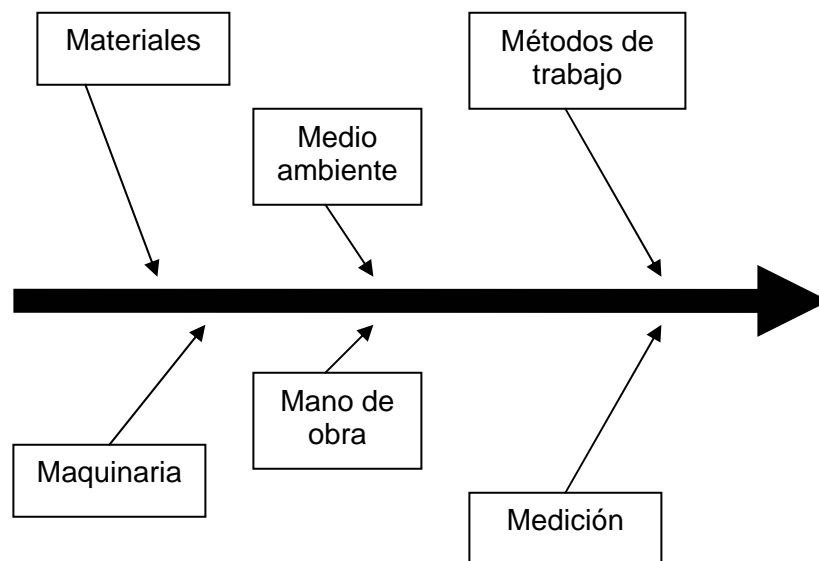 Materiales
Métodos de
trabajo
Medio
ambiente
Mano de
obra
Maquinaria
Medición